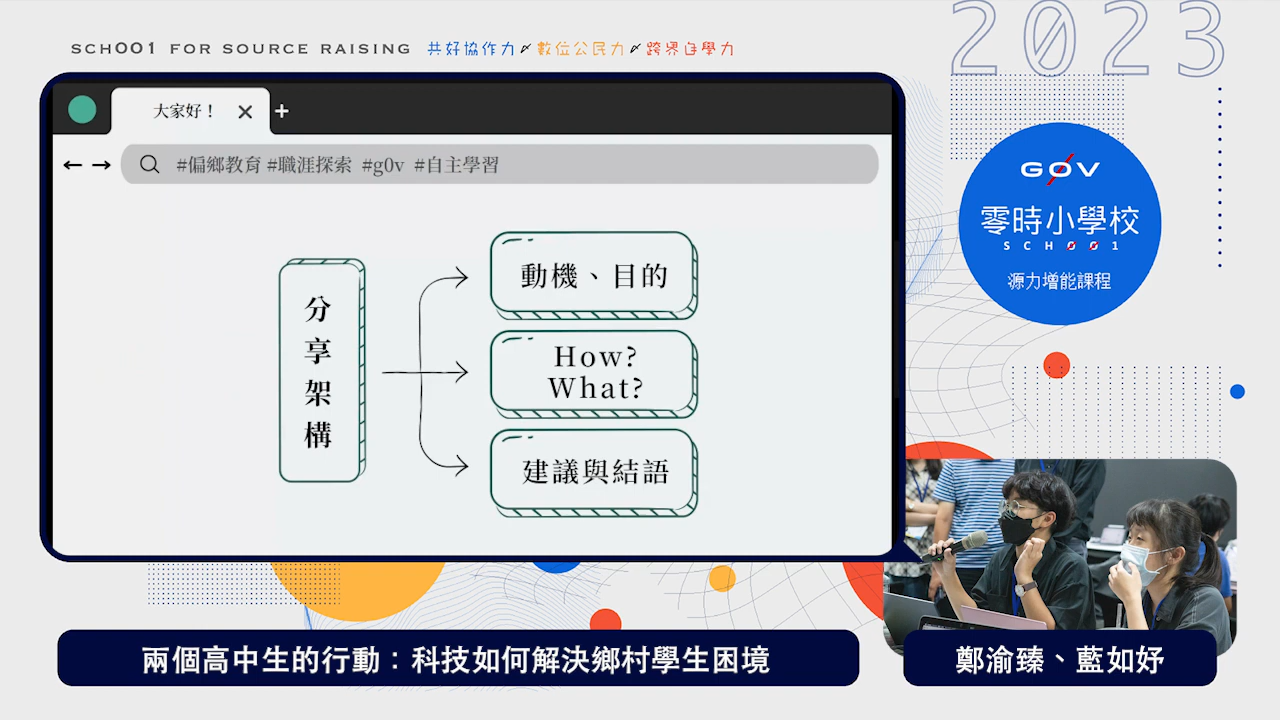 SCHOO1 FOR SOURCE RAISING 共好協作力 數位公民力 跨界自學力
2023
大家好！
#偏鄉教育 #職涯探索 #g0v #自主學習
G0V
零時小學校
SCH001
源力增能課程
分享架構
動機、目的
How?
What?
建議與結語
兩個高中生的行動：科技如何解決鄉村學生困境
鄭渝臻、藍如妤